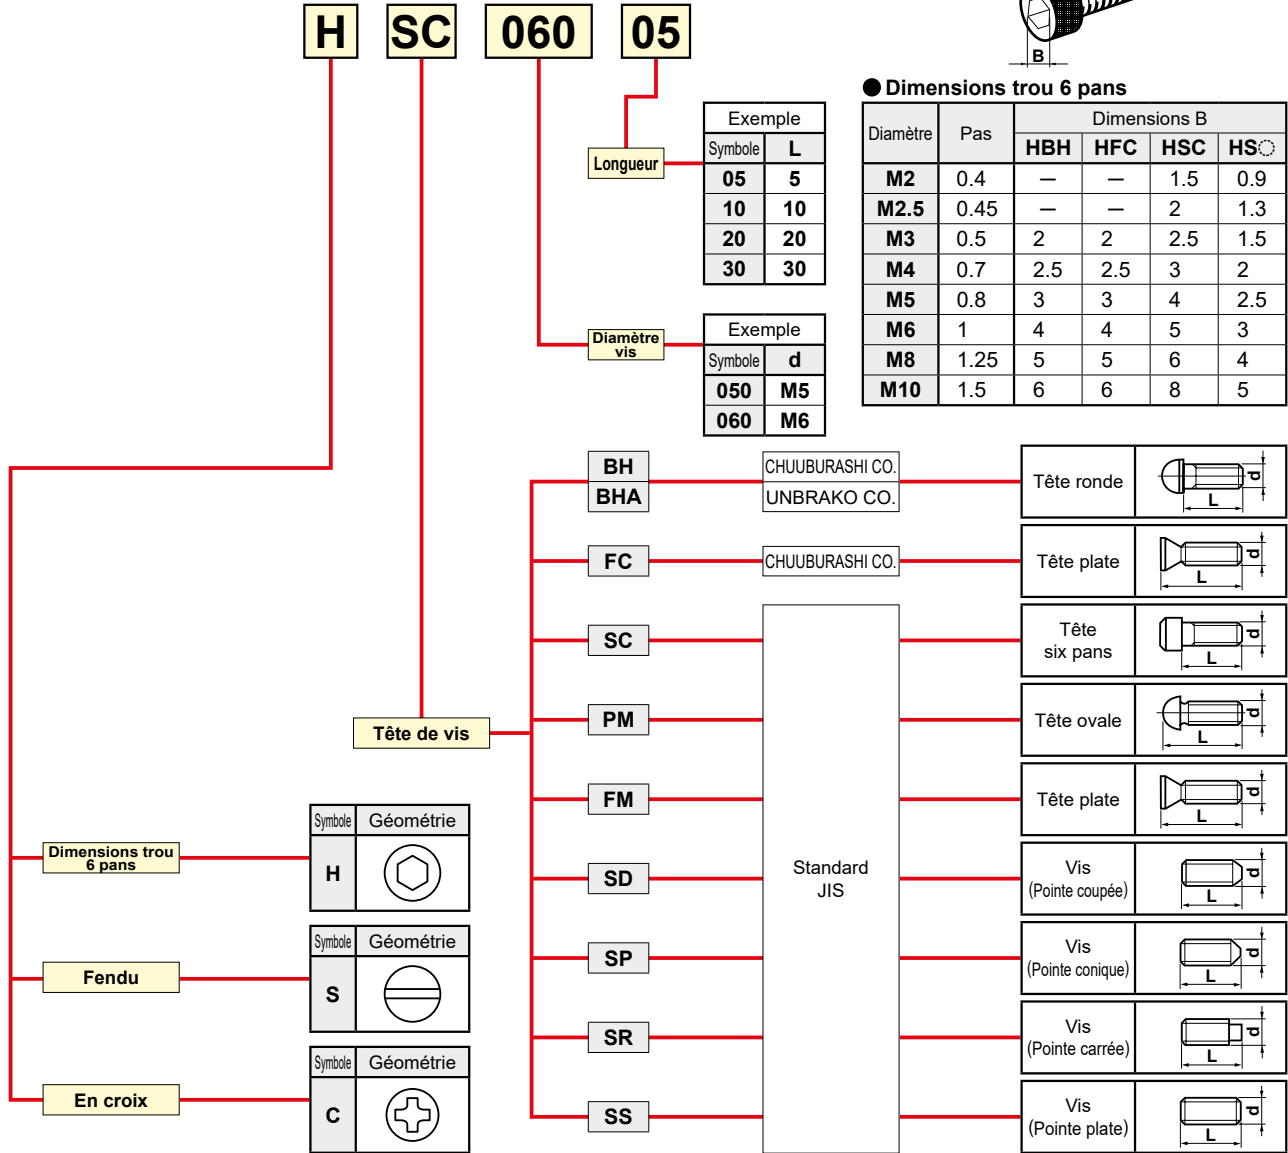 H SC 060 05
B
● Dimensions trou 6 pans
Diamètre Pas Dimensions B
HBH HFC HSC HS◌
M2 0.4 — — 1.5 0.9
M2.5 0.45 — — 2 1.3
M3 0.5 2 2 2.5 1.5
M4 0.7 2.5 2.5 3 2
M5 0.8 3 3 4 2.5
M6 1 4 4 5 3
M8 1.25 5 5 6 4
M10 1.5 6 6 8 5
Longueur
Exemple
Symbole L
05 5
10 10
20 20
30 30
Diamètre
vis
Exemple
Symbole d
050 M5
060 M6
Tête de vis
BH CHUUBURASHI CO.
BHA UNBRAKO CO.
Tête ronde
L d
FC CHUUBURASHI CO. Tête plate
L d
SC
Tête
six pans
L d
PM Tête ovale
L d
FM Tête plate
L d
Standard
JIS
SD
Vis
(Pointe coupée)
L d
SP
Vis
(Pointe conique)
L d
SR
Vis
(Pointe carrée)
L d
SS
Vis
(Pointe plate)
L d
Dimensions trou
6 pans
Symbole Géométrie
H
Fendu
Symbole Géométrie
S
En croix
Symbole Géométrie
C